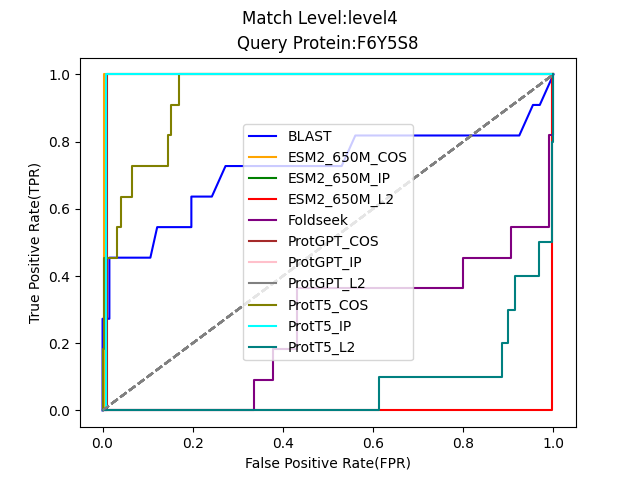 Match Level:level4
Query Protein:F6Y5S8
True Positive Rate(TPR)
1.0
0.8
0.6
0.4
0.2
0.0
BLAST
ESM2_650M_COS
ESM2_650M_IP
ESM2_650M_L2
Foldseek
ProtGPT_COS
ProtGPT_IP
ProtGPT_L2
ProtT5_COS
ProtT5_IP
ProtT5_L2
0.0 0.2 0.4 0.6 0.8 1.0
False Positive Rate(FPR)